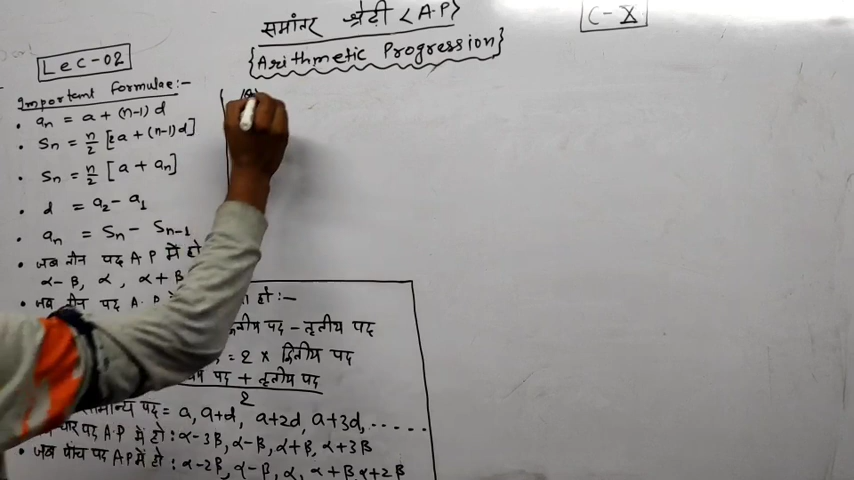 समांतर श्रेढी <A.P>
{Arithmetic Progression}
C-X
Lec-02
Important formulae:-
• aₙ = a + (n-1) d
• Sₙ = n/2 [2a + (n-1) d]
• Sₙ = n/2 [a + aₙ]
• d = a₂ - a₁
• aₙ = Sₙ - Sₙ₋₁
• जब तीन पद A P में हो
α-β, α, α+β
• जब तीन पद A. P
हो :-
पद - तृतीय पद
= 2 x द्वितीय पद
पद + तृतीय पद
2
पद = a, a+d, a+2d, a+3d, .....
चार पद A.P में हो : α-3β, α-β, α+β, α+3β
• जब पांच पद AP में हो : α-2β, α-β, α, α+β, α+2β